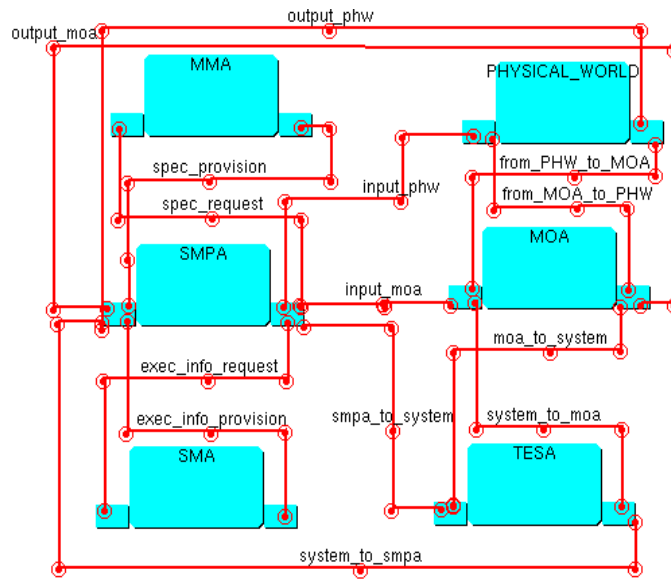 output_phw
output_moa
MMA
PHYSICAL_WORLD
spec_provision
from_PHW_to_MOA
input_phw
from_MOA_to_PHW
spec_request
SMPA
MOA
input_moa
moa_to_system
exec_info_request
exec_info_provision
smpa_to_system
system_to_moa
SMA
TESA
system_to_smpa